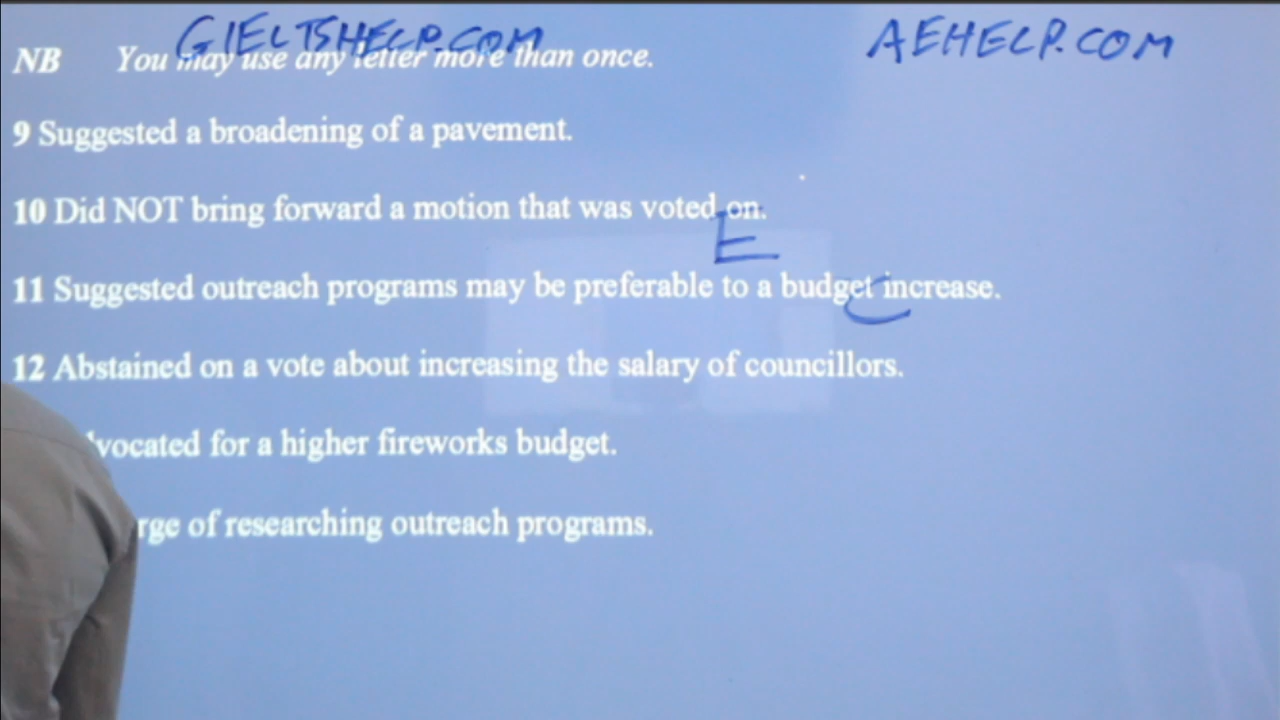 GIELTSHELP.COM AEHELP.COM
NB You may use any letter more than once.
9 Suggested a broadening of a pavement.
10 Did NOT bring forward a motion that was voted on.
E
11 Suggested outreach programs may be preferable to a budget increase.
C
12 Abstained on a vote about increasing the salary of councillors.
vocated for a higher fireworks budget.
rge of researching outreach programs.